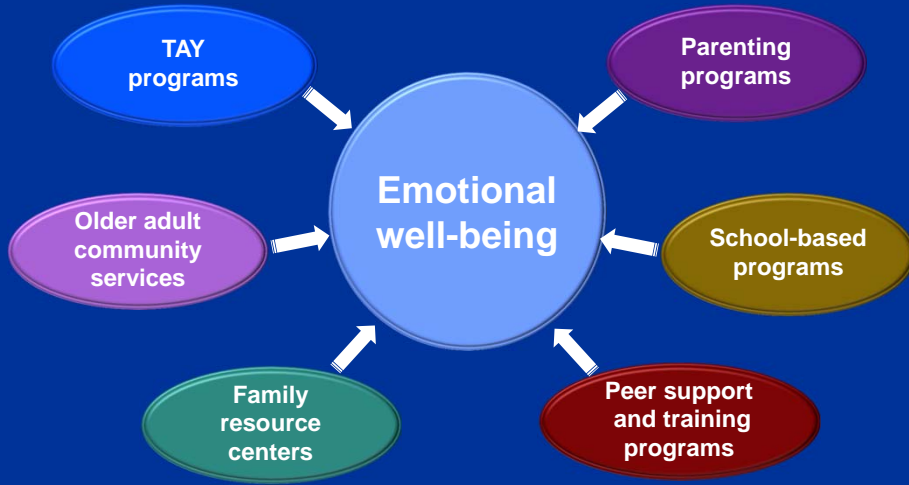 TAY
programs
Parenting
programs
Emotional
well-being
Older adult
community
services
School-based
programs
Family
resource
centers
Peer support
and training
programs